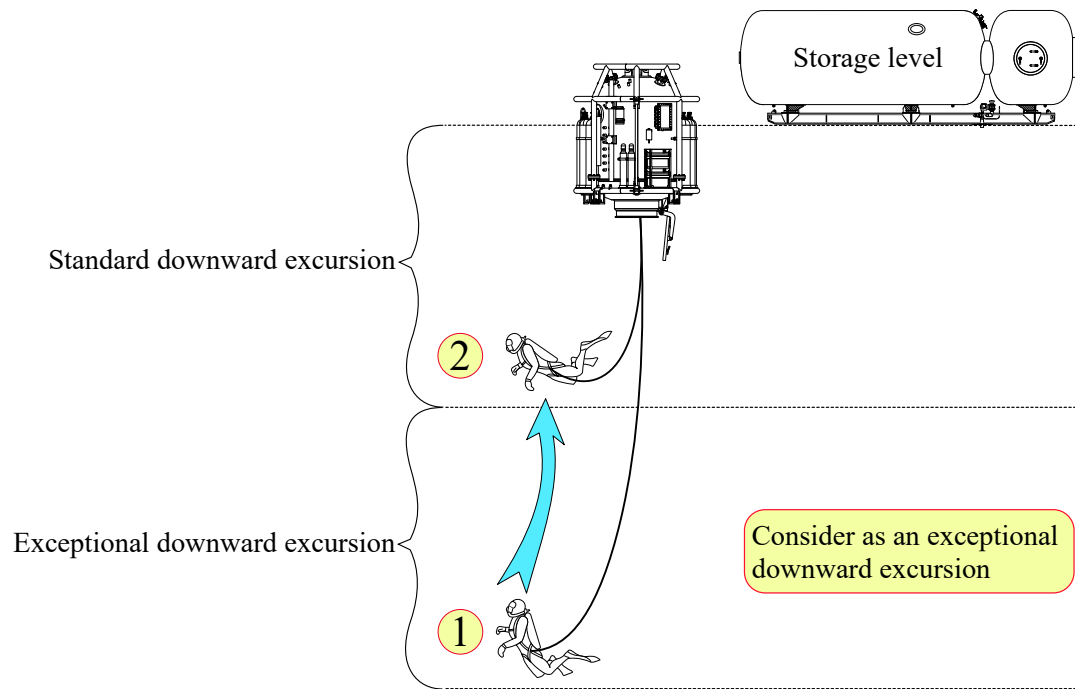 Storage level
Standard downward excursion
2
Exceptional downward excursion
Consider as an exceptional
downward excursion
1